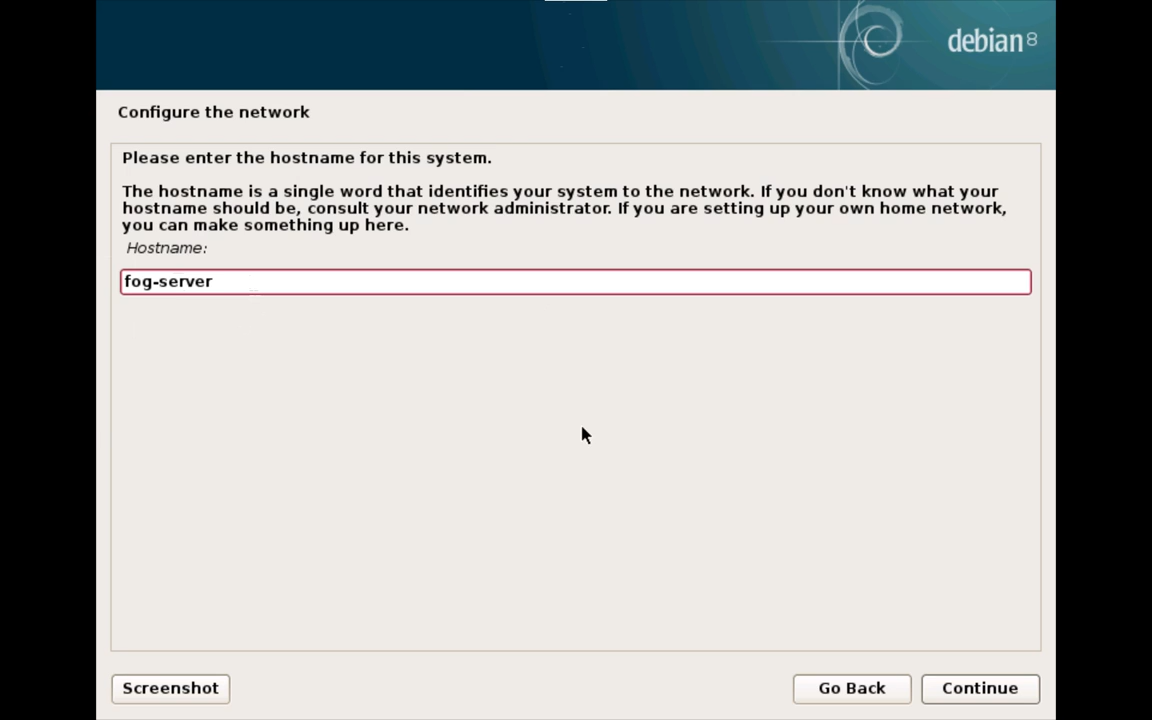 debian 8
Configure the network
Please enter the hostname for this system.
The hostname is a single word that identifies your system to the network. If you don't know what your
hostname should be, consult your network administrator. If you are setting up your own home network,
you can make something up here.
Hostname:
fog-server
Screenshot
Go Back
Continue